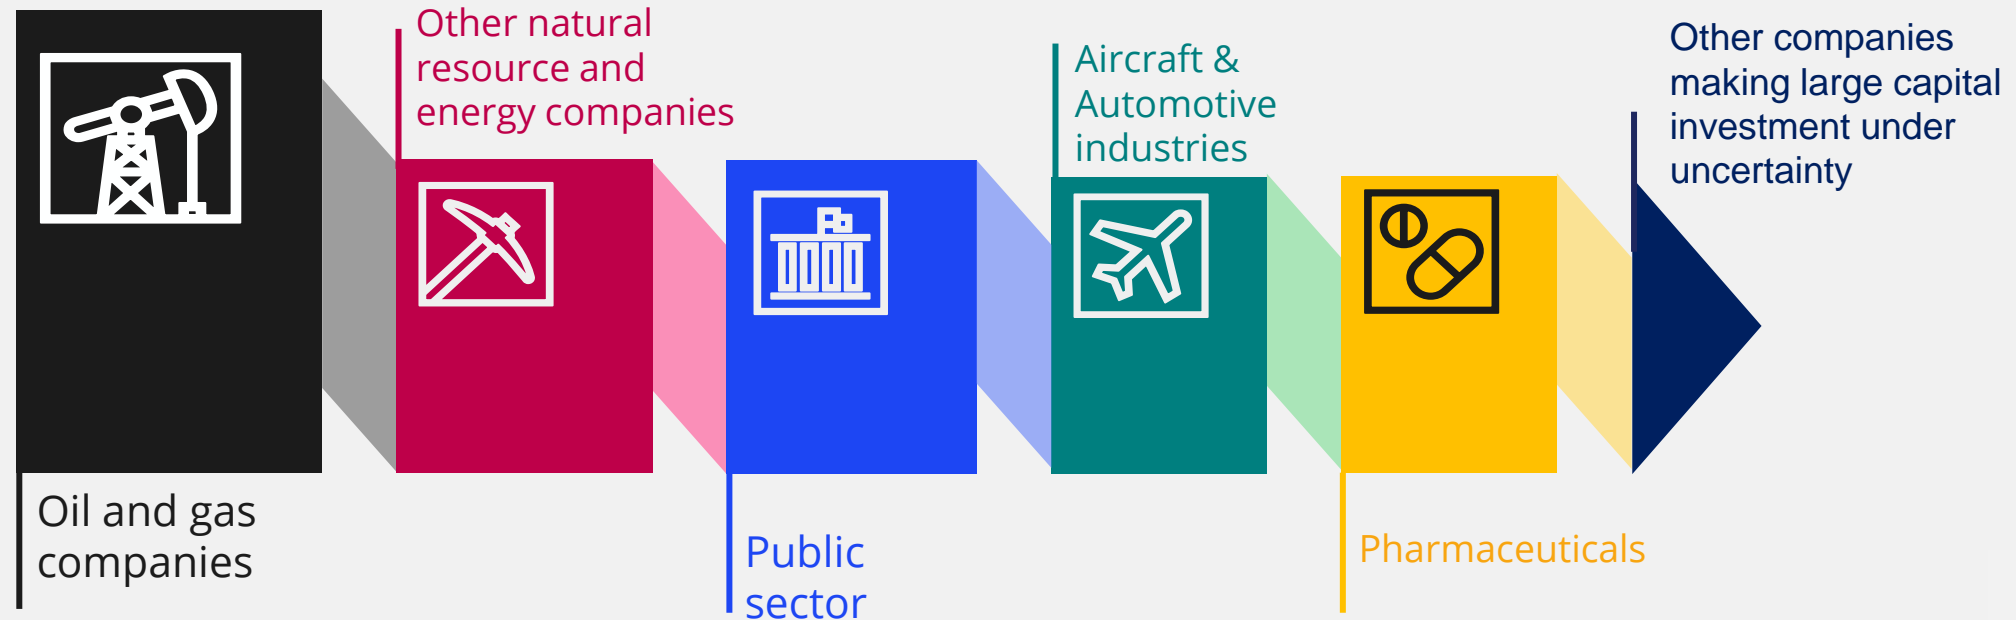 Other natural
resource and
energy companies
Aircraft &
Automotive
industries
Other companies
making large capital
investment under
uncertainty
Oil and gas
companies
Public
sector
Pharmaceuticals